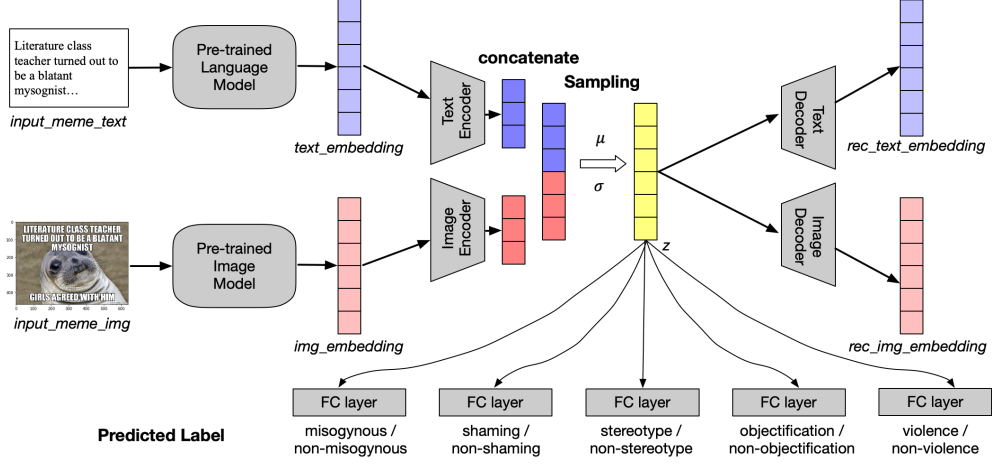 Literature class
teacher turned out to
be a blatant
mysognist…
input_meme_text
Pre-trained
Language
Model
text_embedding
Text
Encoder
concatenate
Sampling
μ
σ
z
Text
Decoder
rec_text_embedding
LITERATURE CLASS TEACHER
TURNED OUT TO BE A BLATANT
MYSOGNIST
GIRLS AGREED WITH HIM
input_meme_img
Pre-trained
Image
Model
img_embedding
Image
Encoder
Image
Decoder
rec_img_embedding
FC layer
FC layer
FC layer
FC layer
FC layer
Predicted Label
misogynous /
non-misogynous
shaming /
non-shaming
stereotype /
non-stereotype
objectification /
non-objectification
violence /
non-violence